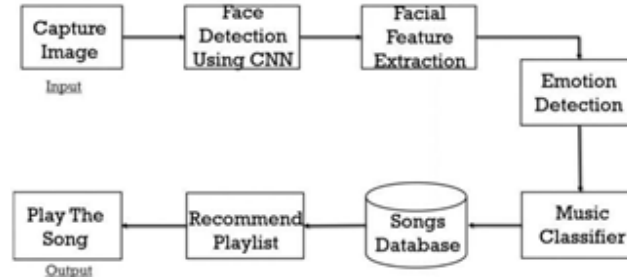 Capture
Image
Input
Face
Detection
Using CNN
Facial
Feature
Extraction
Emotion
Detection
Music
Classifier
Songs
Database
Recommend
Playlist
Play The
Song
Output